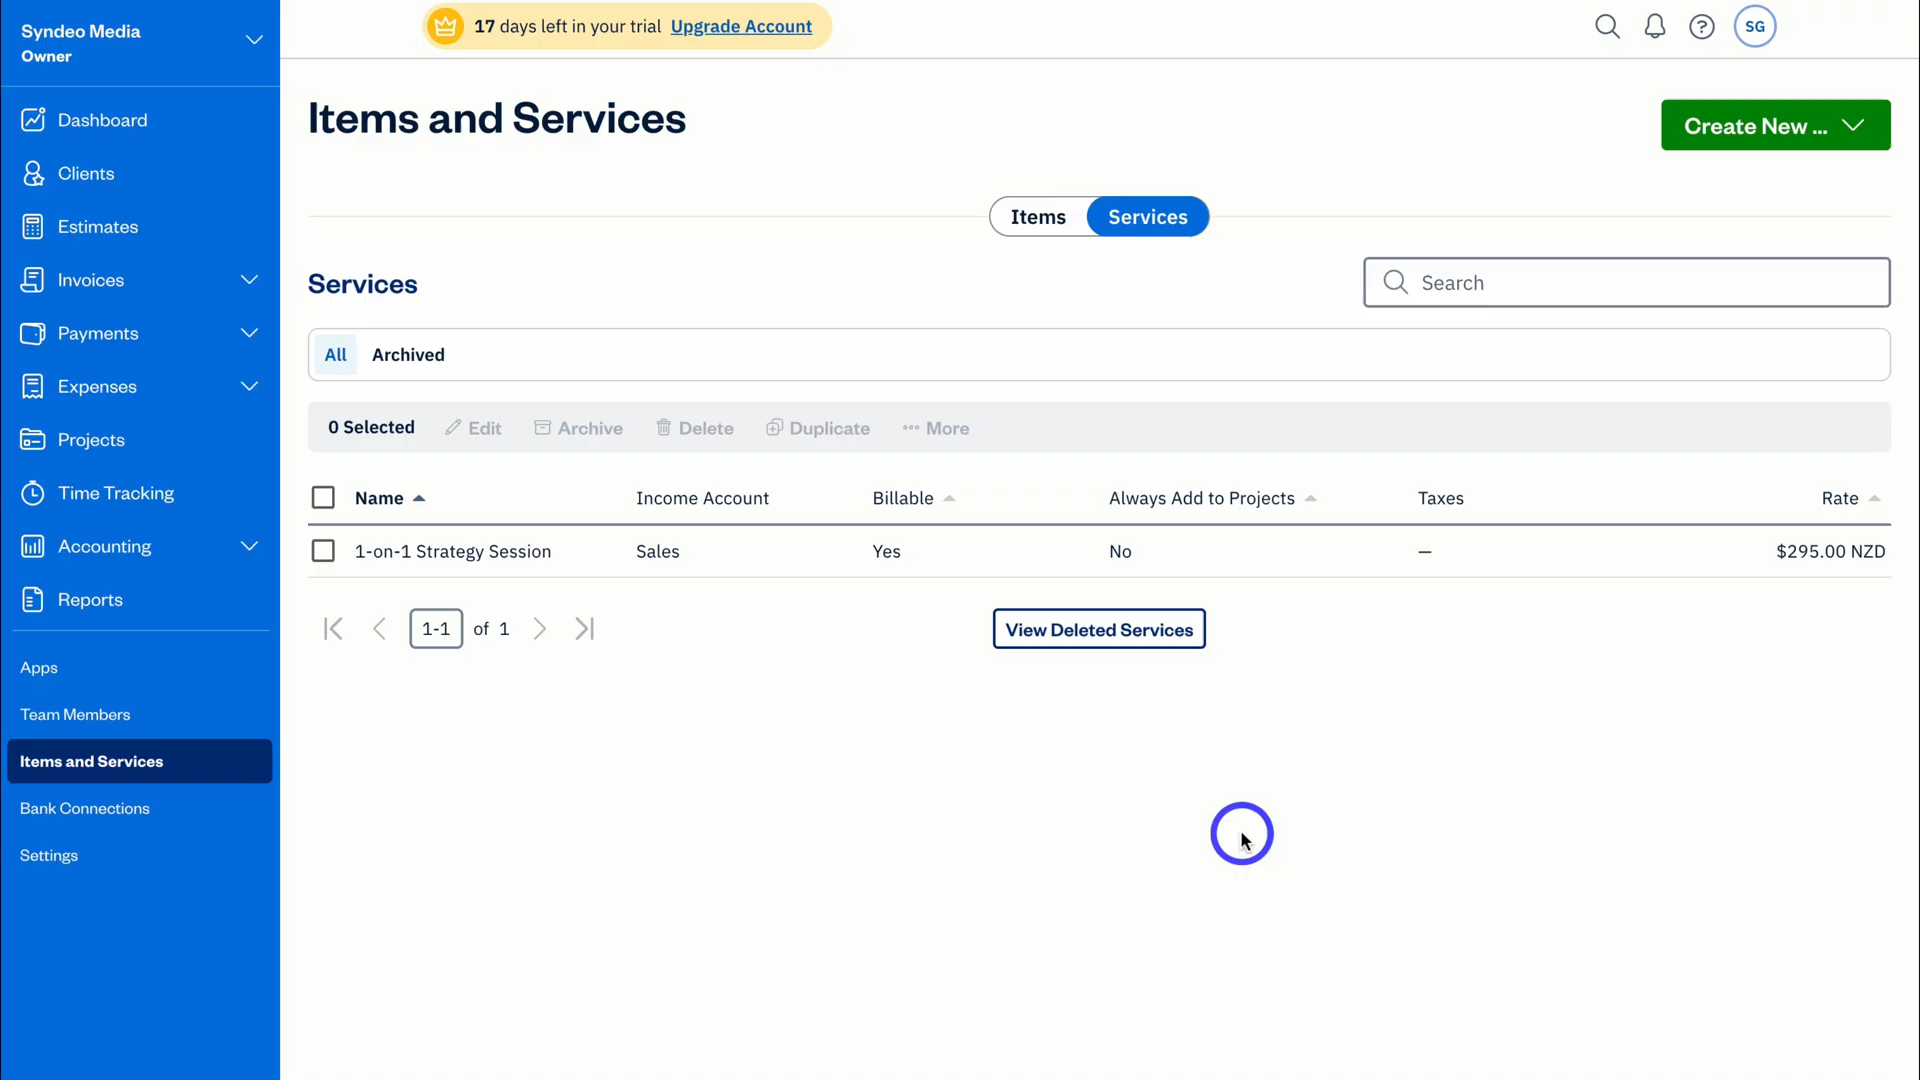 Syndeo Media
Owner
17 days left in your trial Upgrade Account
SG
Dashboard
Clients
Estimates
Invoices
Payments
Expenses
Projects
Time Tracking
Accounting
Reports
Apps
Team Members
Items and Services
Bank Connections
Settings
Items and Services
Create New ...
Items Services
Services
Search
All Archived
0 Selected Edit Archive Delete Duplicate More
Name Income Account Billable Always Add to Projects Taxes Rate
1-on-1 Strategy Session Sales Yes No — $295.00 NZD
1-1 of 1
View Deleted Services